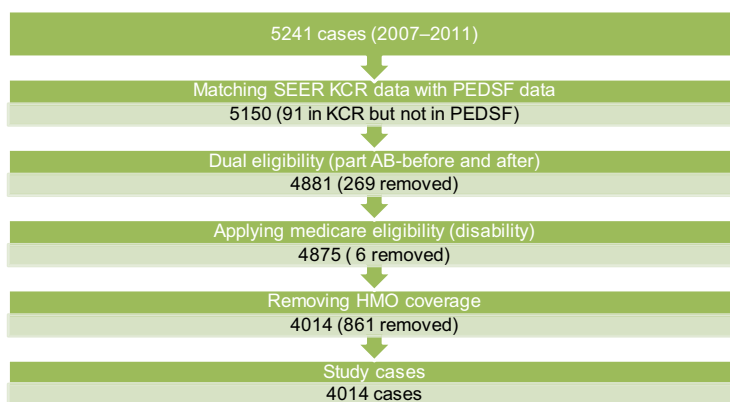 5241 cases (2007–2011)
Matching SEER KCR data with PEDSF data
5150 (91 in KCR but not in PEDSF)
Dual eligibility (part AB-before and after)
4881 (269 removed)
Applying medicare eligibility (disability)
4875 ( 6 removed)
Removing HMO coverage
4014 (861 removed)
Study cases
4014 cases